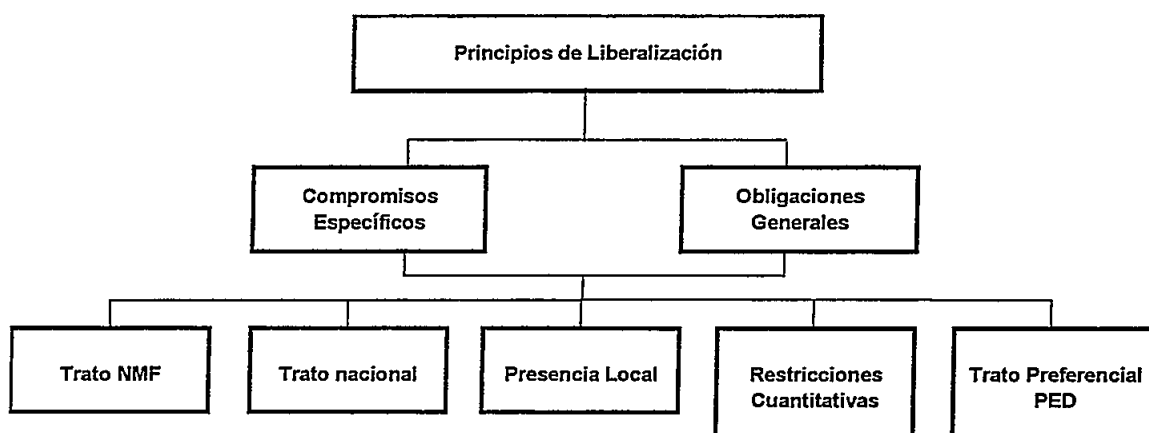 Principios de Liberalización
Compromisos
Específicos
Obligaciones
Generales
Trato NMF
Trato nacional
Presencia Local
Restricciones
Cuantitativas
Trato Preferencial
PED